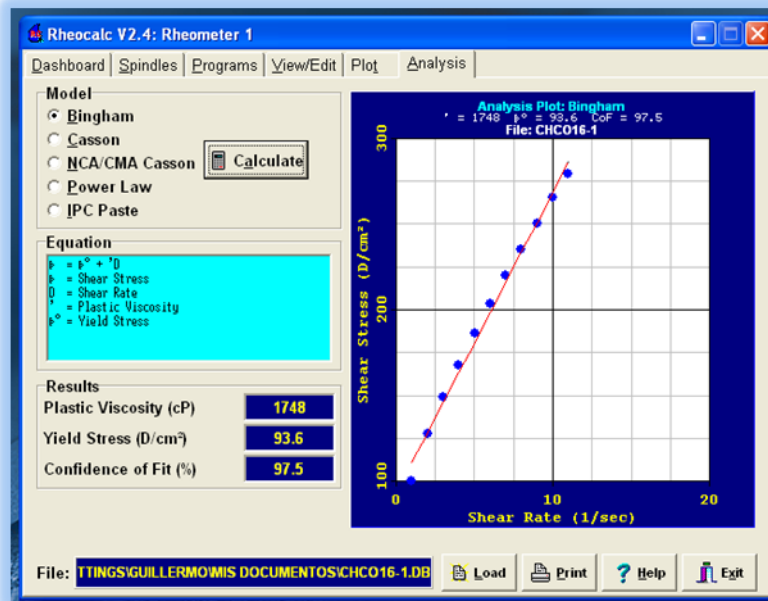 Rheocalc V2.4: Rheometer 1
Dashboard Spindles Programs View/Edit Plot Analysis
Model
Bingham
Casson
NCA/CMA Casson
Power Law
IPC Paste
Calculate
Equation
= ° + 'D
= Shear Stress
D = Shear Rate
' = Plastic Viscosity
° = Yield Stress
Results
Plastic Viscosity (cP) 1748
Yield Stress (D/cm²) 93.6
Confidence of Fit (%) 97.5
Analysis Plot: Bingham
' = 1748 ° = 93.6 CoF = 97.5
File: CHCO16-1
300
200
100
Shear Stress (D/cm²)
0 10 20
Shear Rate (1/sec)
File: TTINGS\GUILLERMO\MIS DOCUMENTOS\CHCO16-1.DB
Load Print Help Exit